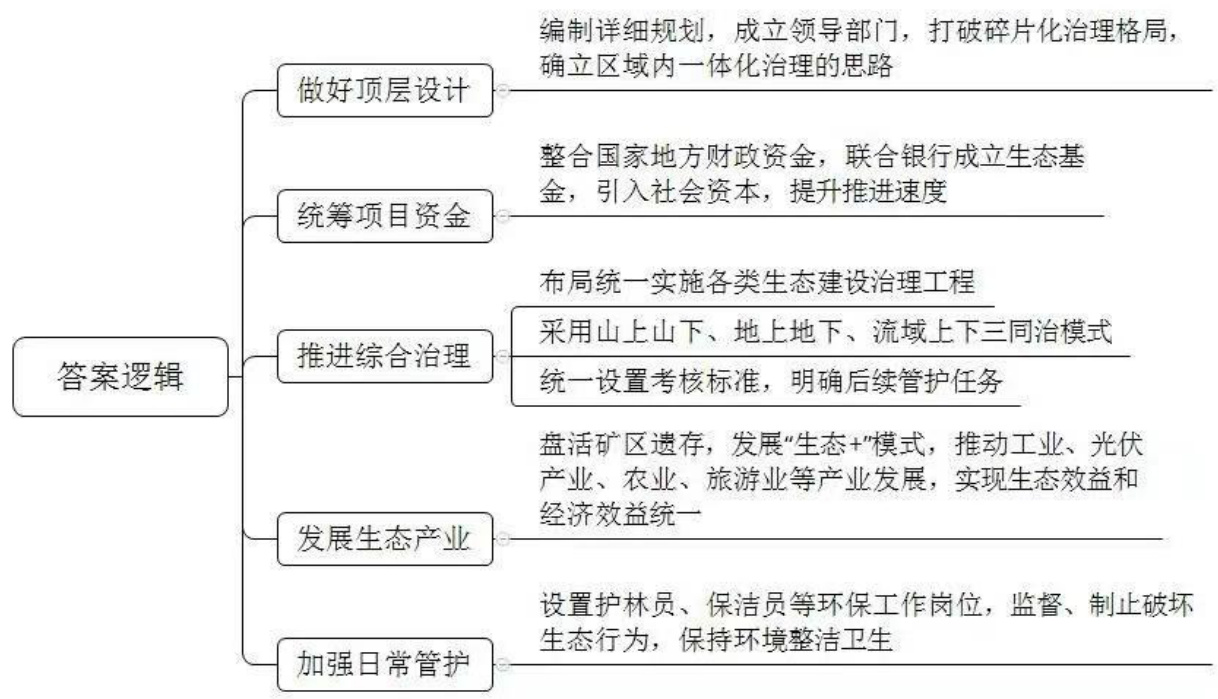 答案逻辑
做好顶层设计
编制详细规划，成立领导部门，打破碎片化治理格局，
确立区域内一体化治理的思路
统筹项目资金
整合国家地方财政资金，联合银行成立生态基
金，引入社会资本，提升推进速度
推进综合治理
布局统一实施各类生态建设治理工程
采用山上山下、地上地下、流域上下三同治模式
统一设置考核标准，明确后续管护任务
发展生态产业
盘活矿区遗存，发展“生态+”模式，推动工业、光伏
产业、农业、旅游业等产业发展，实现生态效益和
经济效益统一
加强日常管护
设置护林员、保洁员等环保工作岗位，监督、制止破坏
生态行为，保持环境整洁卫生